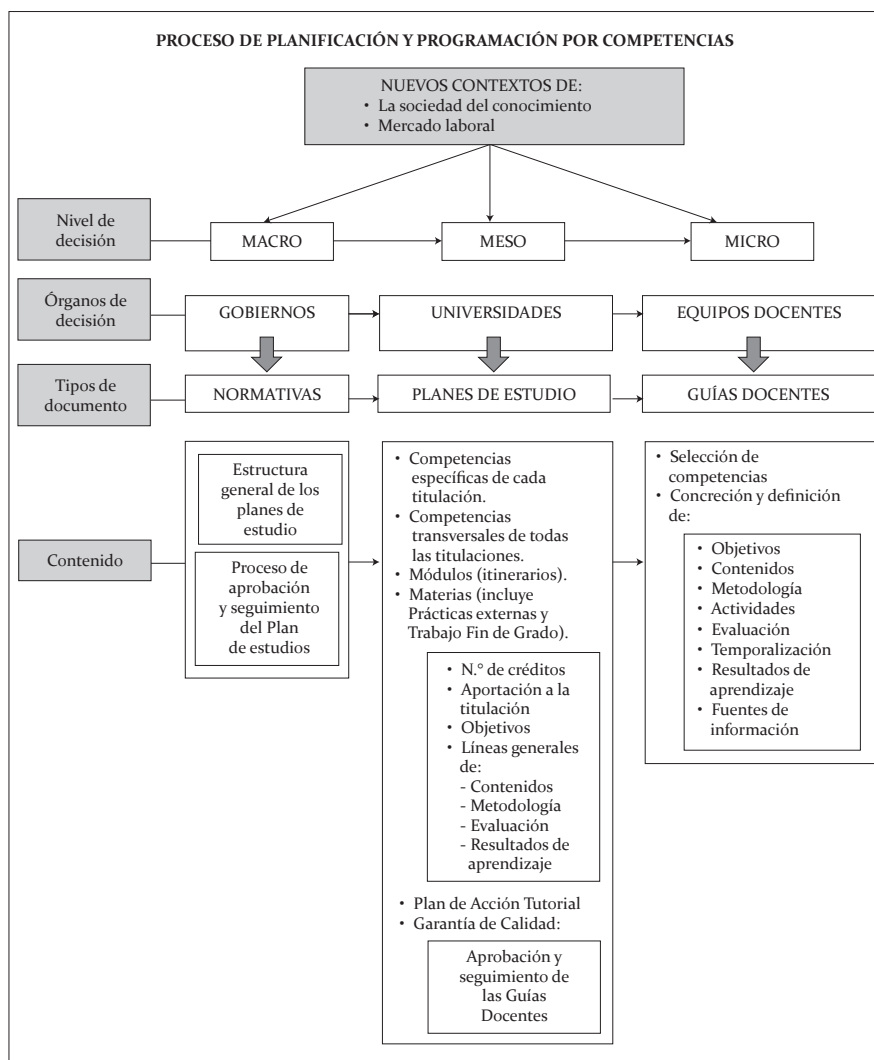 PROCESO DE PLANIFICACIÓN Y PROGRAMACIÓN POR COMPETENCIAS
NUEVOS CONTEXTOS DE:
• La sociedad del conocimiento
• Mercado laboral
Nivel de
decisión
MACRO
MESO
MICRO
Órganos de
decisión
GOBIERNOS
UNIVERSIDADES
EQUIPOS DOCENTES
Tipos de
documento
NORMATIVAS
PLANES DE ESTUDIO
GUÍAS DOCENTES
Contenido
Estructura
general de los
planes de
estudio
Proceso de
aprobación
y seguimiento
del Plan
de estudios
• Competencias
específicas de cada
titulación.
• Competencias
transversales de todas
las titulaciones.
• Módulos (itinerarios).
• Materias (incluye
Prácticas externas y
Trabajo Fin de Grado).
• N.° de créditos
• Aportación a la
titulación
• Objetivos
• Líneas generales
de:
- Contenidos
- Metodología
- Evaluación
- Resultados de
aprendizaje
• Plan de Acción Tutorial
• Garantía de Calidad:
Aprobación y
seguimiento de
las Guías
Docentes
• Selección de
competencias
• Concreción y definición
de:
• Objetivos
• Contenidos
• Metodología
• Actividades
• Evaluación
• Temporalización
• Resultados de
aprendizaje
• Fuentes de
información